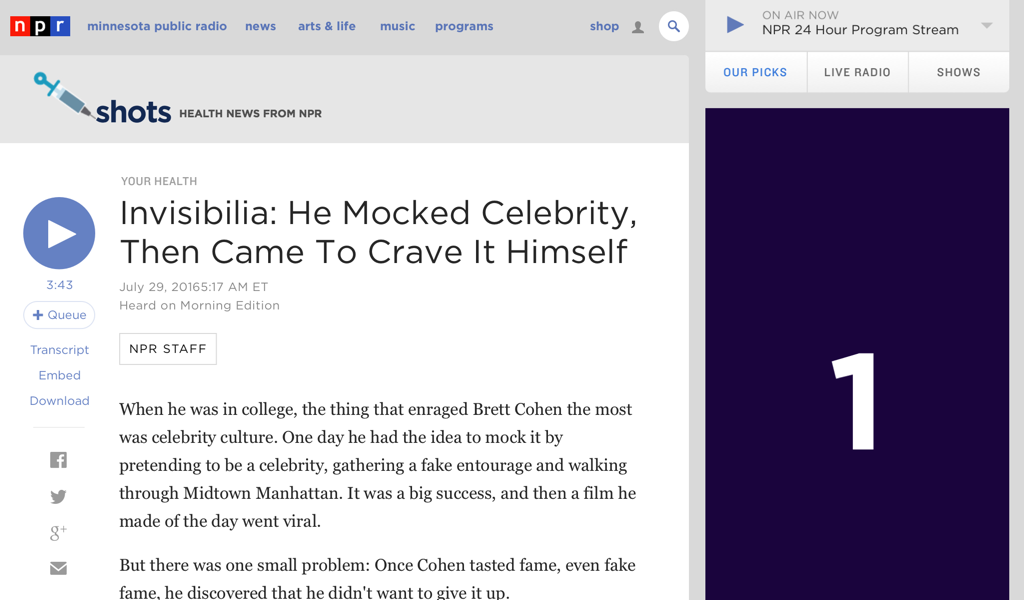 npr
minnesota public radio news arts & life music programs shop
ON AIR NOW
NPR 24 Hour Program Stream
OUR PICKS LIVE RADIO SHOWS
shots HEALTH NEWS FROM NPR
YOUR HEALTH
Invisibilia: He Mocked Celebrity,
Then Came To Crave It Himself
3:43
+ Queue
Transcript
Embed
Download
g+
July 29, 20165:17 AM ET
Heard on Morning Edition
NPR STAFF
When he was in college, the thing that enraged Brett Cohen the most
was celebrity culture. One day he had the idea to mock it by
pretending to be a celebrity, gathering a fake entourage and walking
through Midtown Manhattan. It was a big success, and then a film he
made of the day went viral.
But there was one small problem: Once Cohen tasted fame, even fake
fame, he discovered that he didn't want to give it up.
1